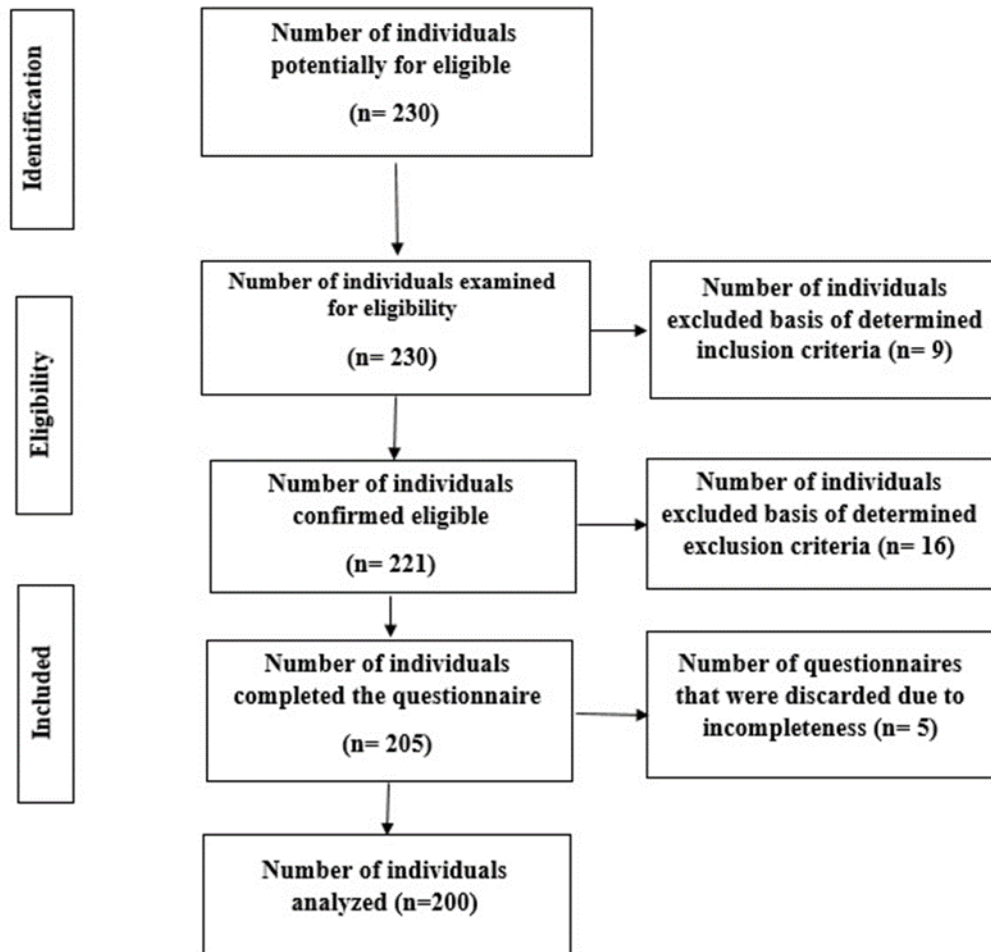 Identification
Number of individuals
potentially for eligible
(n= 230)
Number of individuals examined
for eligibility
(n= 230)
Number of individuals
excluded basis of determined
inclusion criteria (n= 9)
Eligibility
Number of individuals
confirmed eligible
(n= 221)
Number of individuals
excluded basis of determined
exclusion criteria (n= 16)
Included
Number of individuals
completed the questionnaire
(n= 205)
Number of questionnaires
that were discarded due to
incompleteness (n= 5)
Number of individuals
analyzed (n=200)